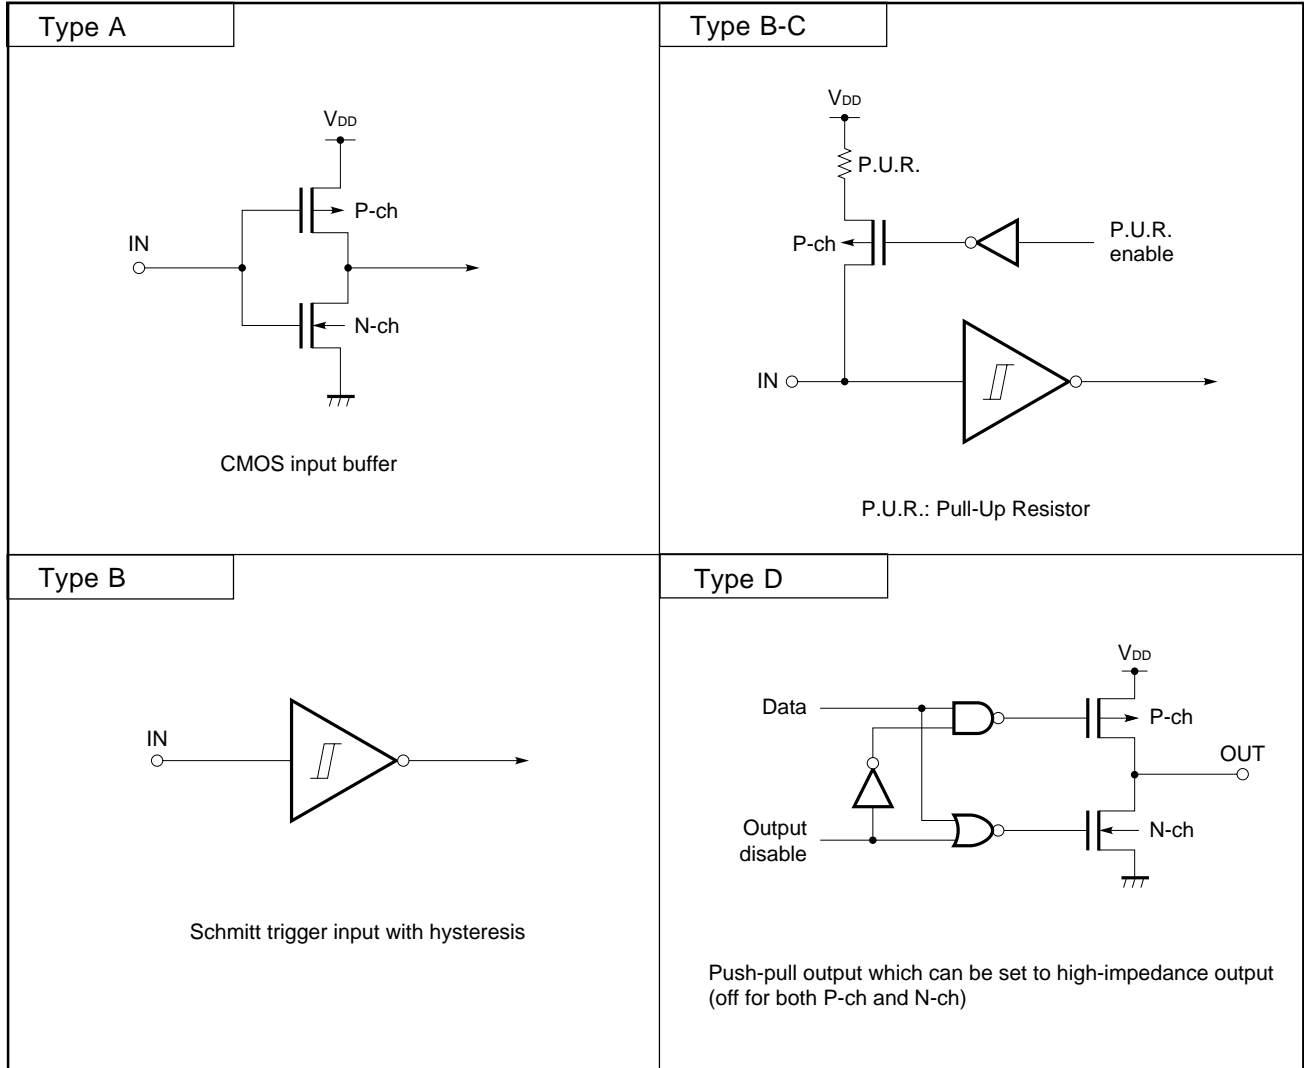 Type A
VDD
P-ch
IN
N-ch
CMOS input buffer
Type B-C
VDD
P.U.R.
P-ch
P.U.R.
enable
IN
P.U.R.: Pull-Up Resistor
Type B
IN
Schmitt trigger input with hysteresis
Type D
VDD
Data
P-ch
OUT
Output
disable
N-ch
Push-pull output which can be set to high-impedance output
(off for both P-ch and N-ch)